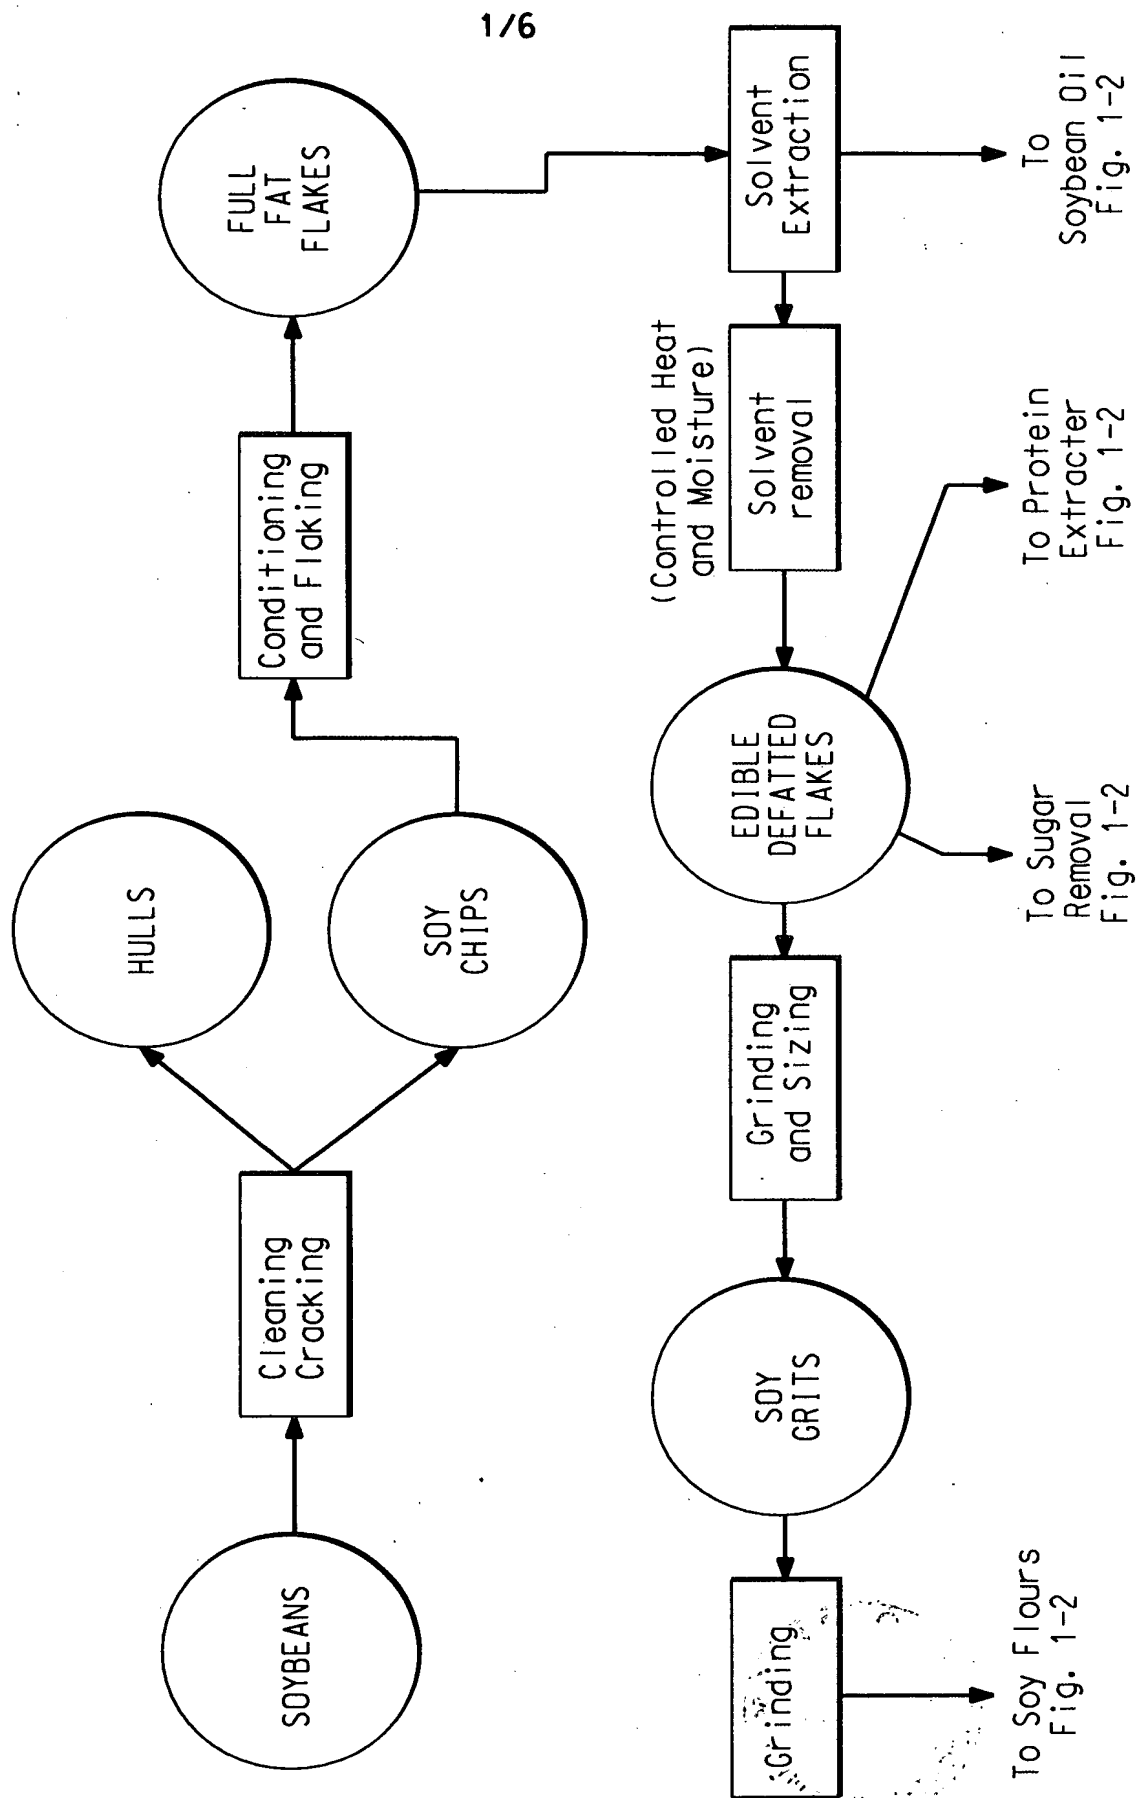 1/6
SOYBEANS
Cleaning
Cracking
HULLS
SOY
CHIPS
Conditioning
and Flaking
FULL
FAT
FLAKES
Solvent
Extraction
To
Soybean Oil
Fig. 1-2
(Controlled Heat
and Moisture)
Solvent
removal
EDIBLE
DEFATTED
FLAKES
To Protein
Extracter
Fig. 1-2
To Sugar
Removal
Fig. 1-2
Grinding
and Sizing
SOY
GRITS
Grinding
To Soy Flours
Fig. 1-2